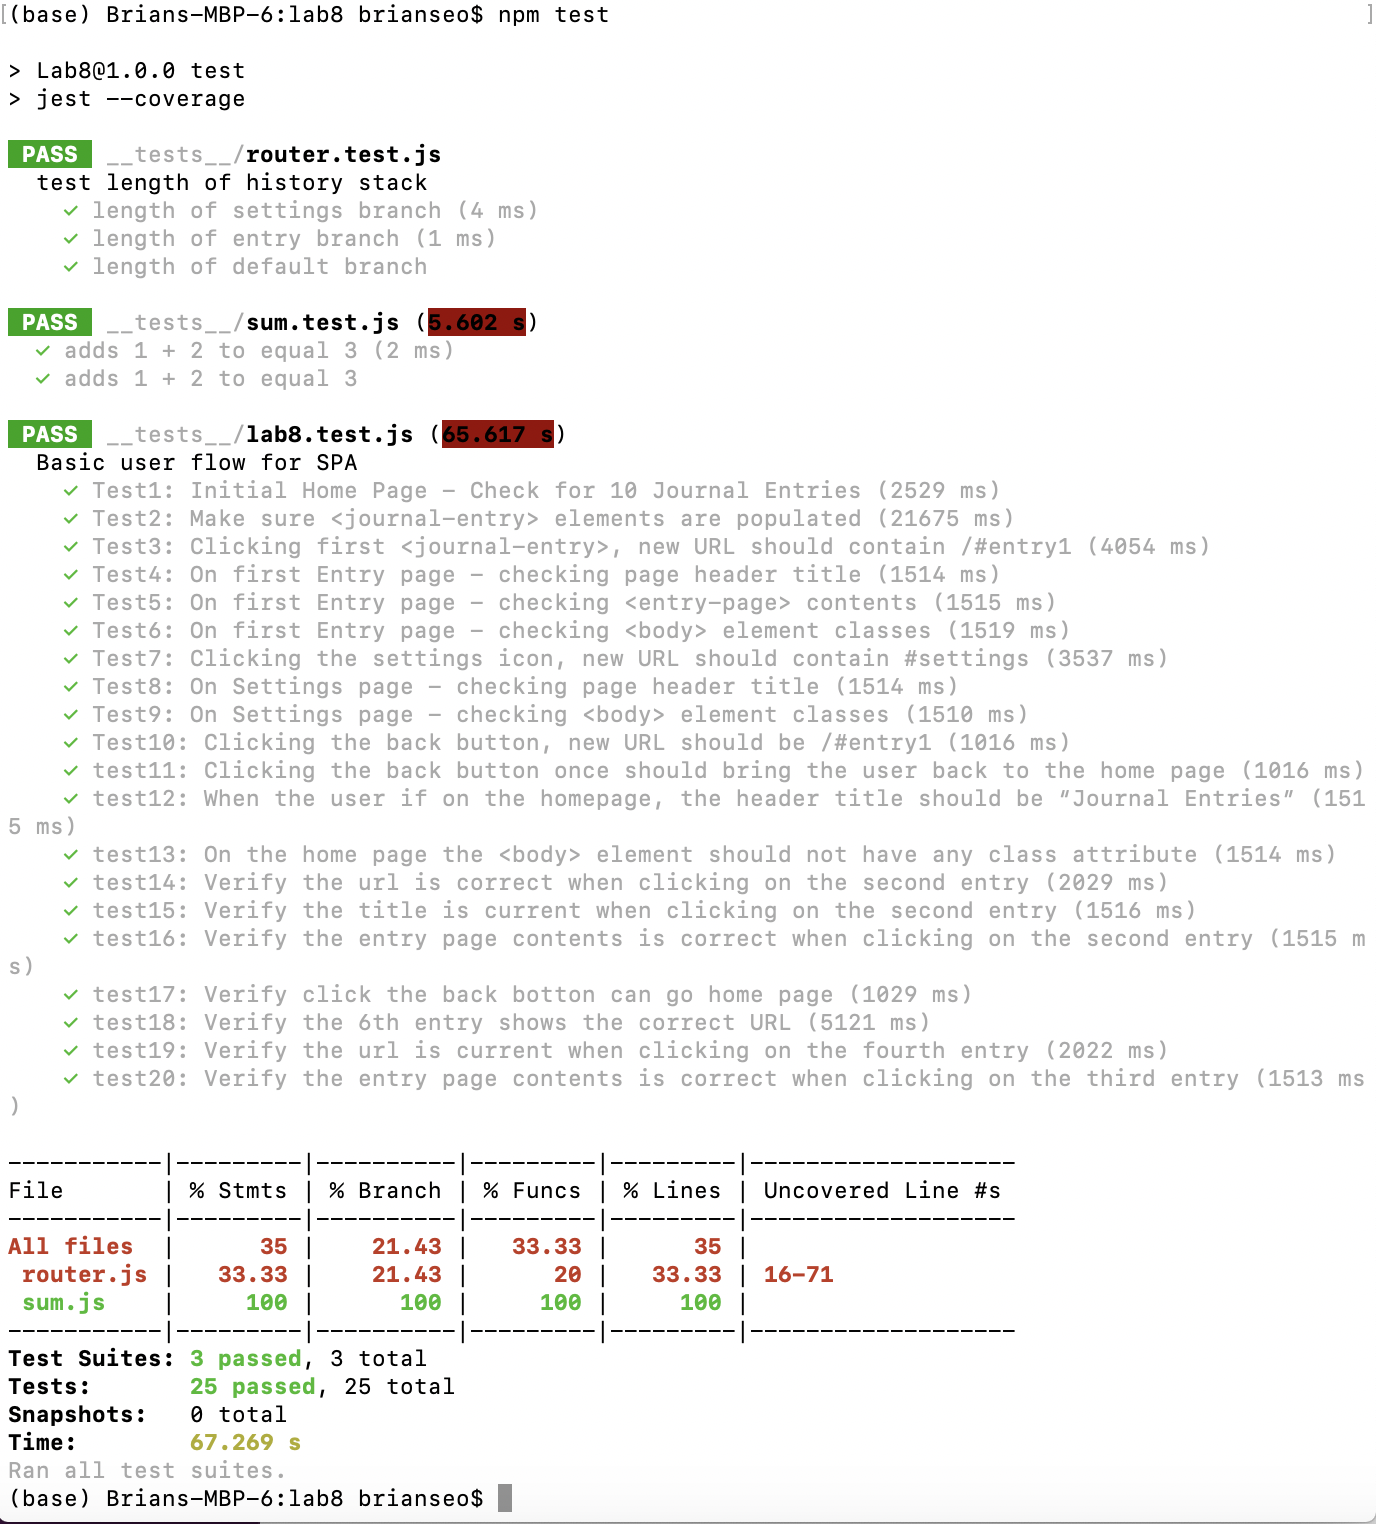 [(base) Brians-MBP-6:lab8 brianseo$ npm test ]
> Lab8@1.0.0 test
> jest --coverage
PASS __tests__/router.test.js
test length of history stack
✓ length of settings branch (4 ms)
✓ length of entry branch (1 ms)
✓ length of default branch
PASS __tests__/sum.test.js (5.602 s)
✓ adds 1 + 2 to equal 3 (2 ms)
✓ adds 1 + 2 to equal 3
PASS __tests__/lab8.test.js (65.617 s)
Basic user flow for SPA
✓ Test1: Initial Home Page - Check for 10 Journal Entries (2529 ms)
✓ Test2: Make sure <journal-entry> elements are populated (21675 ms)
✓ Test3: Clicking first <journal-entry>, new URL should contain /#entry1 (4054 ms)
✓ Test4: On first Entry page - checking page header title (1514 ms)
✓ Test5: On first Entry page - checking <entry-page> contents (1515 ms)
✓ Test6: On first Entry page - checking <body> element classes (1519 ms)
✓ Test7: Clicking the settings icon, new URL should contain #settings (3537 ms)
✓ Test8: On Settings page - checking page header title (1514 ms)
✓ Test9: On Settings page - checking <body> element classes (1510 ms)
✓ Test10: Clicking the back button, new URL should be /#entry1 (1016 ms)
✓ test11: Clicking the back button once should bring the user back to the home page (1016 ms)
✓ test12: When the user if on the homepage, the header title should be “Journal Entries” (151
5 ms)
✓ test13: On the home page the <body> element should not have any class attribute (1514 ms)
✓ test14: Verify the url is correct when clicking on the second entry (2029 ms)
✓ test15: Verify the title is current when clicking on the second entry (1516 ms)
✓ test16: Verify the entry page contents is correct when clicking on the second entry (1515 m
s)
✓ test17: Verify click the back botton can go home page (1029 ms)
✓ test18: Verify the 6th entry shows the correct URL (5121 ms)
✓ test19: Verify the url is current when clicking on the fourth entry (2022 ms)
✓ test20: Verify the entry page contents is correct when clicking on the third entry (1513 ms
)
-----------|---------|----------|---------|---------|-------------------
File | % Stmts | % Branch | % Funcs | % Lines | Uncovered Line #s
-----------|---------|----------|---------|---------|-------------------
All files | 35 | 21.43 | 33.33 | 35 |
router.js | 33.33 | 21.43 | 20 | 33.33 | 16-71
sum.js | 100 | 100 | 100 | 100 |
-----------|---------|----------|---------|---------|-------------------
Test Suites: 3 passed, 3 total
Tests: 25 passed, 25 total
Snapshots: 0 total
Time: 67.269 s
Ran all test suites.
(base) Brians-MBP-6:lab8 brianseo$